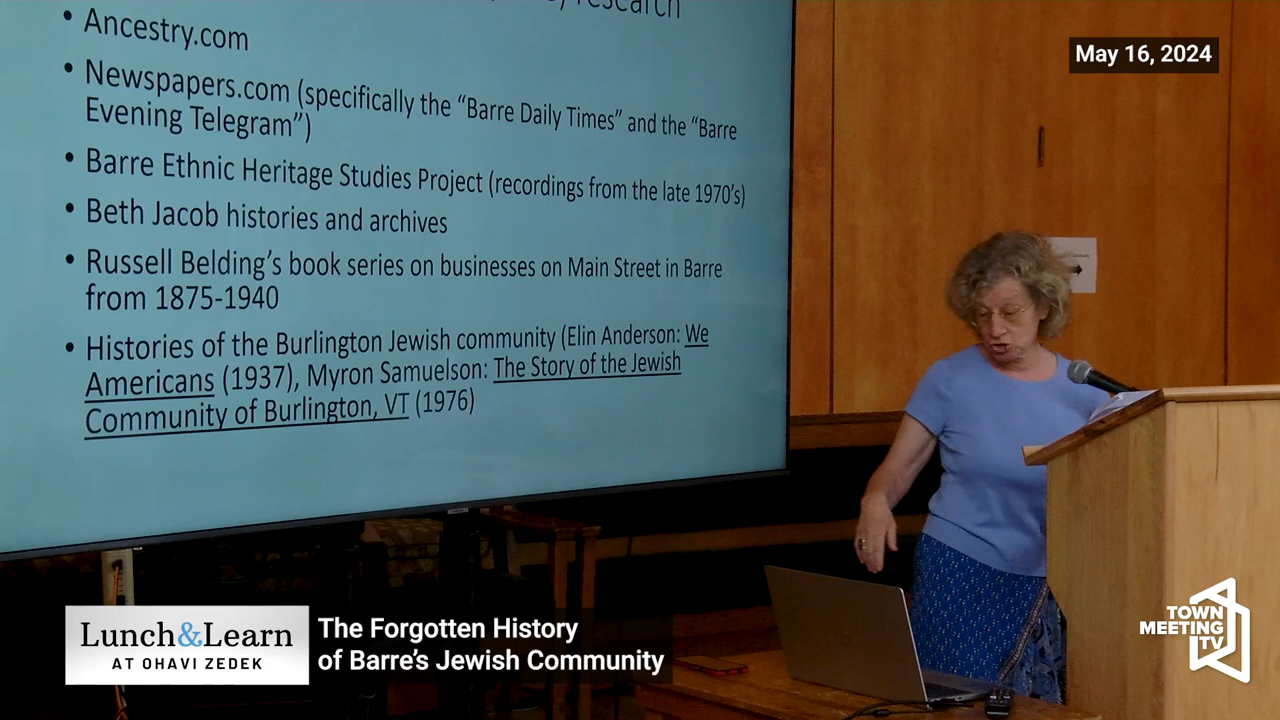 research
• Ancestry.com
• Newspapers.com (specifically the “Barre Daily Times” and the “Barre
Evening Telegram”)
• Barre Ethnic Heritage Studies Project (recordings from the late 1970’s)
• Beth Jacob histories and archives
• Russell Belding’s book series on businesses on Main Street in Barre
from 1875-1940
• Histories of the Burlington Jewish community (Elin Anderson: We
Americans (1937), Myron Samuelson: The Story of the Jewish
Community of Burlington, VT (1976)
May 16, 2024
Lunch&Learn
AT OHAVI ZEDEK
The Forgotten History
of Barre’s Jewish Community
TOWN
MEETING
TV